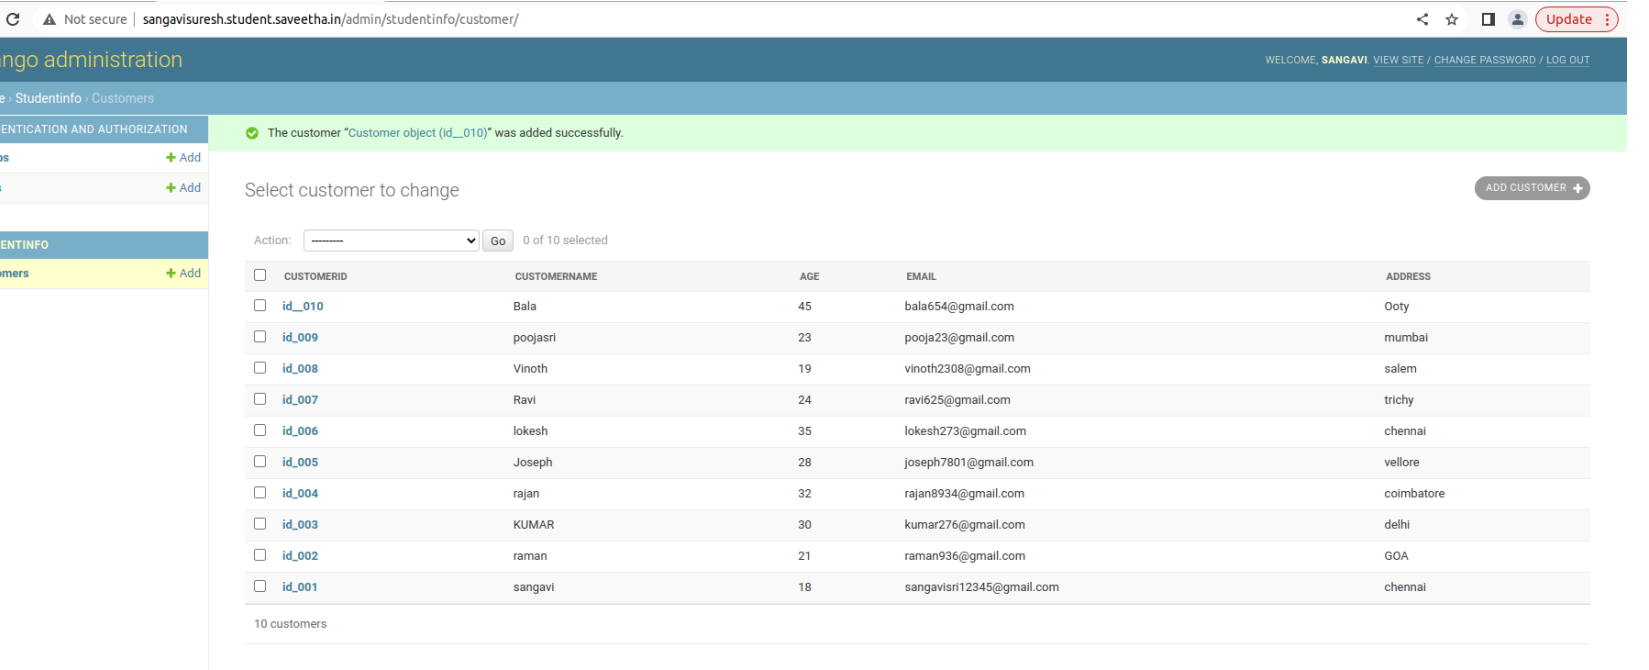 Not secure | sangavisuresh.student.saveetha.in/admin/studentinfo/customer/ Update
ngo administration WELCOME, SANGAVI. VIEW SITE / CHANGE PASSWORD / LOG OUT
e › Studentinfo › Customers
ENTICATION AND AUTHORIZATION
ps + Add
s + Add
ENTINFO
omers + Add
The customer “Customer object (id__010)” was added successfully.
Select customer to change
ADD CUSTOMER +
Action: --------- Go 0 of 10 selected
CUSTOMERID CUSTOMERNAME AGE EMAIL ADDRESS
id__010 Bala 45 bala654@gmail.com Ooty
id_009 poojasri 23 pooja23@gmail.com mumbai
id_008 Vinoth 19 vinoth2308@gmail.com salem
id_007 Ravi 24 ravi625@gmail.com trichy
id_006 lokesh 35 lokesh273@gmail.com chennai
id_005 Joseph 28 joseph7801@gmail.com vellore
id_004 rajan 32 rajan8934@gmail.com coimbatore
id_003 KUMAR 30 kumar276@gmail.com delhi
id_002 raman 21 raman936@gmail.com GOA
id_001 sangavi 18 sangavisri12345@gmail.com chennai
10 customers